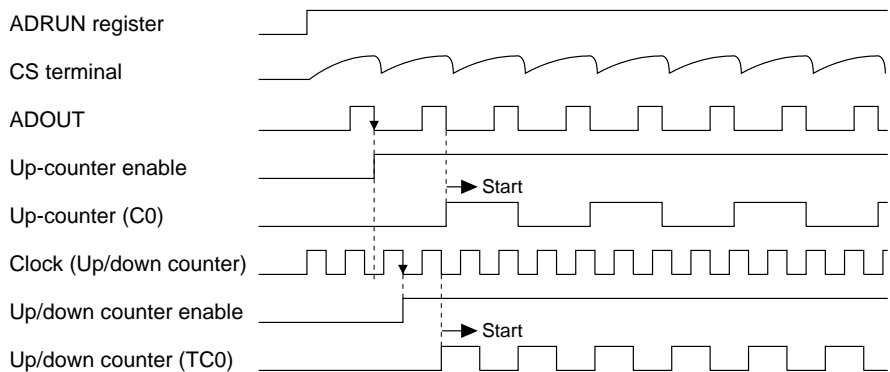 ADRUN register
CS terminal
ADOUT
Up-counter enable
Start
Up-counter (C0)
Clock (Up/down counter)
Up/down counter enable
Start
Up/down counter (TC0)